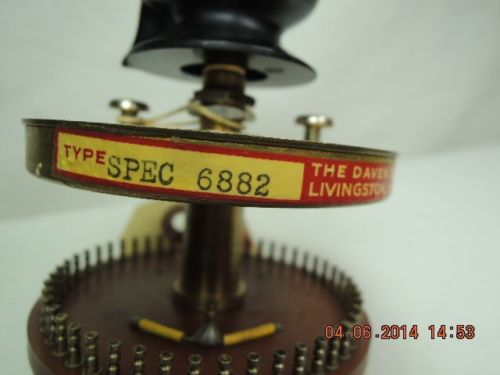 TYPE SPEC 6882
THE DAVEN
LIVINGSTON,
04-06-2014 14:53